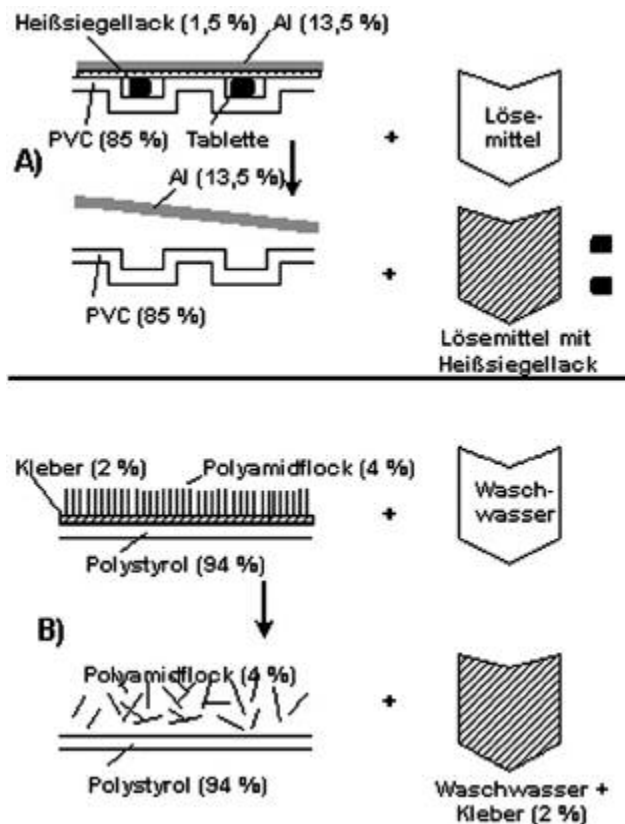 Heißsiegellack (1,5 %) Al (13,5 %)
PVC (85 %) Tablette
+
Löse-
mittel
A)
Al (13,5 %)
+
PVC (85 %)
Lösemittel mit
Heißsiegellack
Kleber (2 %) Polyamidflock (4 %)
+
Wasch-
wasser
Polystyrol (94 %)
B)
Polyamidflock (4 %)
+
Polystyrol (94 %)
Waschwasser +
Kleber (2 %)